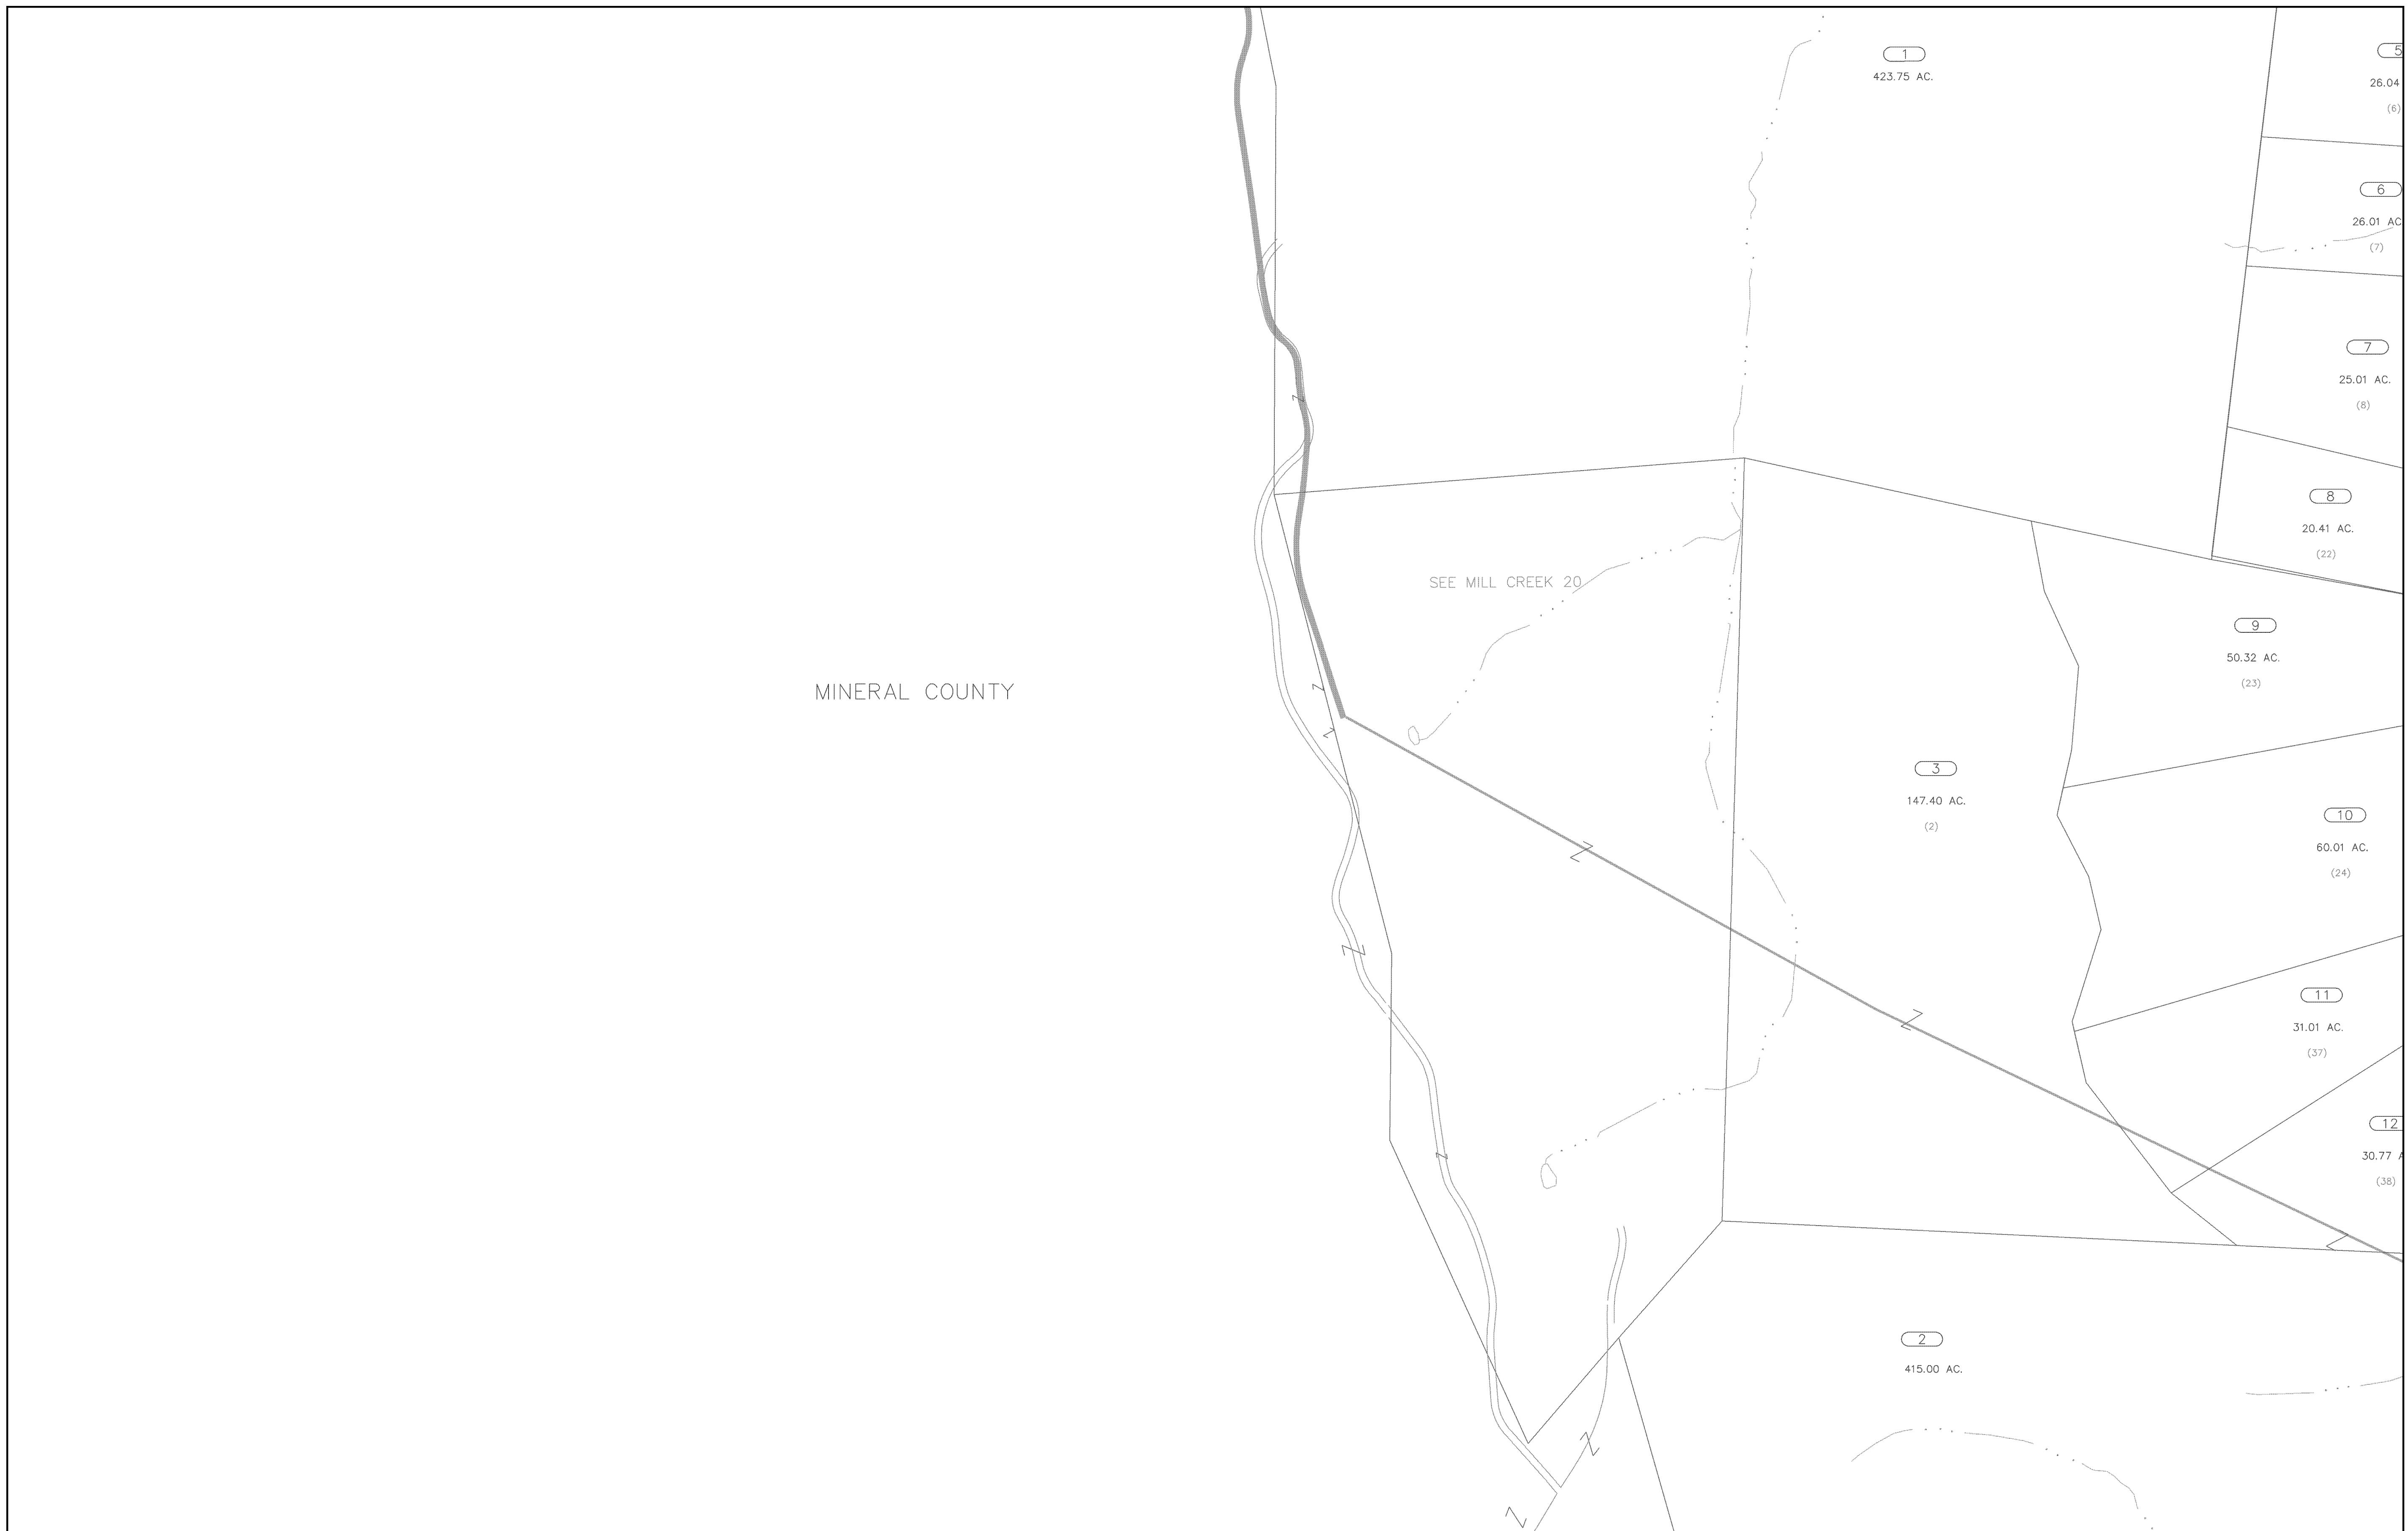 1
423.75 AC.
5
26.04
(6)
6
26.01 AC
(7)
7
25.01 AC.
(8)
8
20.41 AC.
(22)
SEE MILL CREEK 20
9
50.32 AC.
(23)
MINERAL COUNTY
3
147.40 AC.
(2)
10
60.01 AC.
(24)
11
31.01 AC.
(37)
12
30.77 A
(38)
2
415.00 AC.